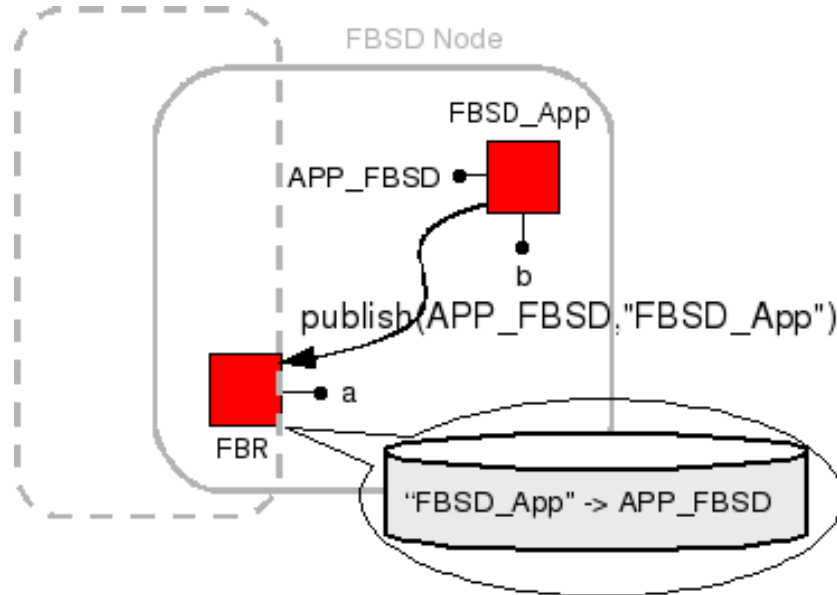 FBSD Node
FBSD_App
APP_FBSD
b
publish(APP_FBSD,"FBSD_App")
a
FBR
“FBSD_App" -> APP_FBSD